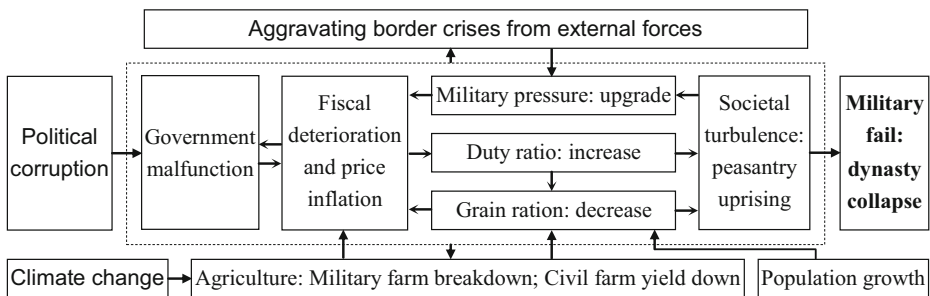 Aggravating border crises from external forces
Political
corruption
Government
malfunction
Fiscal
deterioration
and price
inflation
Military pressure: upgrade
Duty ratio: increase
Grain ration: decrease
Societal
turbulence:
peasantry
uprising
Military
fail:
dynasty
collapse
Climate change
Agriculture: Military farm breakdown; Civil farm yield down
Population growth